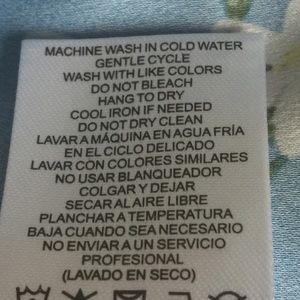 MACHINE WASH IN COLD WATER
GENTLE CYCLE
WASH WITH LIKE COLORS
DO NOT BLEACH
HANG TO DRY
COOL IRON IF NEEDED
DO NOT DRY CLEAN
LAVAR A MÁQUINA EN AGUA FRÍA
EN EL CICLO DELICADO
LAVAR CON COLORES SIMILARES
NO USAR BLANQUEADOR
COLGAR Y DEJAR
SECAR AL AIRE LIBRE
PLANCHAR A TEMPERATURA
BAJA CUANDO SEA NECESARIO
NO ENVIAR A UN SERVICIO
PROFESIONAL
(LAVADO EN SECO)